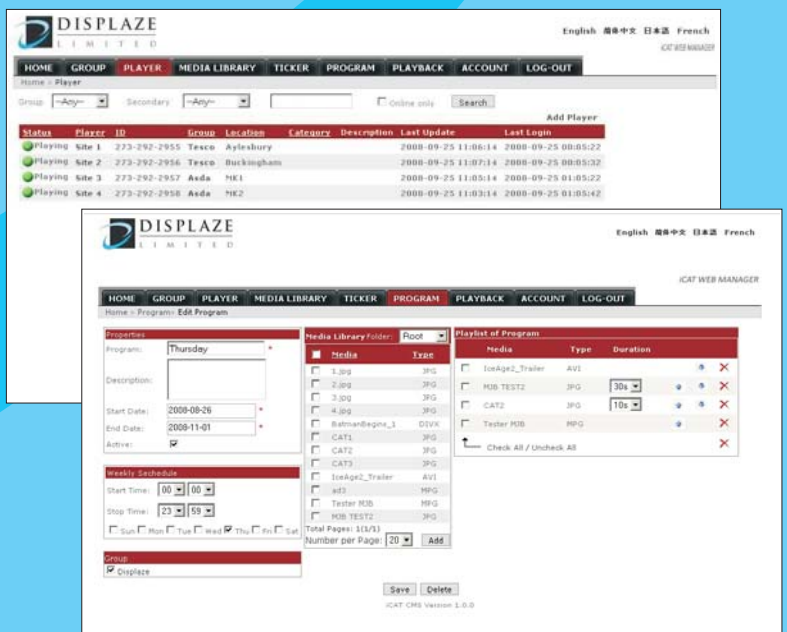 DISPLAZE
LIMITED
English 简体中文 日本語 French
iCAT WEB MANAGER
HOME GROUP PLAYER MEDIA LIBRARY TICKER PROGRAM PLAYBACK ACCOUNT LOG-OUT
Home > Player
Group --Any-- Secondary --Any-- Online only Search
Add Player
Status Player ID Group Location Category Description Last Update Last Login
Playing Site 1 273-292-2955 Tesco Aylesbury 2008-09-25 11:06:14 2008-09-25 00:05:22
Playing Site 2 273-292-2956 Tesco Buckingham 2008-09-25 11:07:14 2008-09-25 00:05:32
Playing Site 3 273-292-2957 Asda MK1 2008-09-25 11:05:14 2008-09-25 01:05:22
Playing Site 4 273-292-2958 Asda MK2 2008-09-25 11:03:14 2008-09-25 01:05:42
DISPLAZE
LIMITED
English 简体中文 日本語 French
iCAT WEB MANAGER
HOME GROUP PLAYER MEDIA LIBRARY TICKER PROGRAM PLAYBACK ACCOUNT LOG-OUT
Home > Program> Edit Program
Properties
Program: Thursday *
Description:
Start Date: 2008-08-26 *
End Date: 2008-11-01 *
Active:
Weekly Sechedule
Start Time: 00 00
Stop Time: 23 59
Sun Mon Tue Wed Thu Fri Sat
Group
Displaze
Media Library Folder: Root
Media Type
1.jpg JPG
2.jpg JPG
3.jpg JPG
4.jpg JPG
BatmanBegins_1 DIVX
CAT1 JPG
CAT2 JPG
CAT3 JPG
IceAge2_Trailer AVI
ad3 MPG
Tester MJB MPG
MJB TEST2 JPG
Total Pages: 1(1/1)
Number per Page: 20 Add
Playlist of Program
Media Type Duration
IceAge2_Trailer AVI
MJB TEST2 JPG 30s
CAT2 JPG 10s
Tester MJB MPG
Check All / Uncheck All
Save Delete
iCAT CMS Version 1.0.0